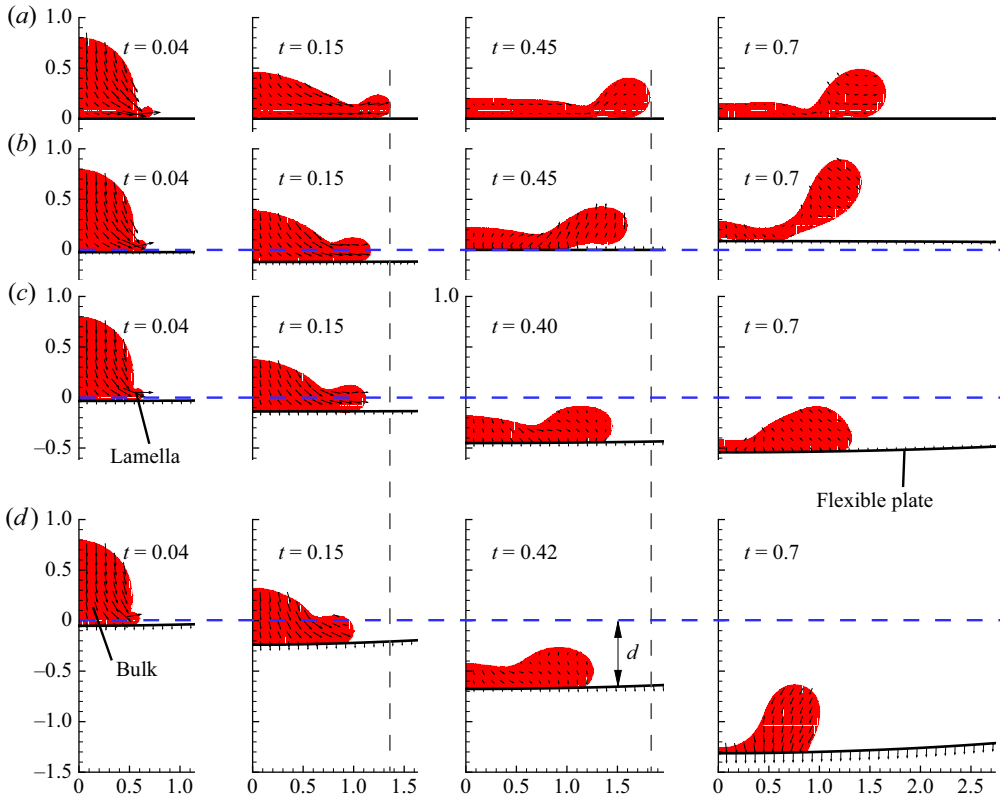 (a)
1.0
0.5
0
t = 0.04
t = 0.15
t = 0.45
t = 0.7
(b)
1.0
0.5
0
t = 0.04
t = 0.15
t = 0.45
t = 0.7
(c)
1.0
0.5
0
–0.5
t = 0.04
t = 0.15
1.0
t = 0.40
t = 0.7
Lamella
Flexible plate
(d)
1.0
0.5
0
–0.5
–1.0
–1.5
t = 0.04
t = 0.15
t = 0.42
t = 0.7
d
Bulk
0 0.5 1.0
0 0.5 1.0 1.5
0 0.5 1.0 1.5
0 0.5 1.0 1.5 2.0 2.5